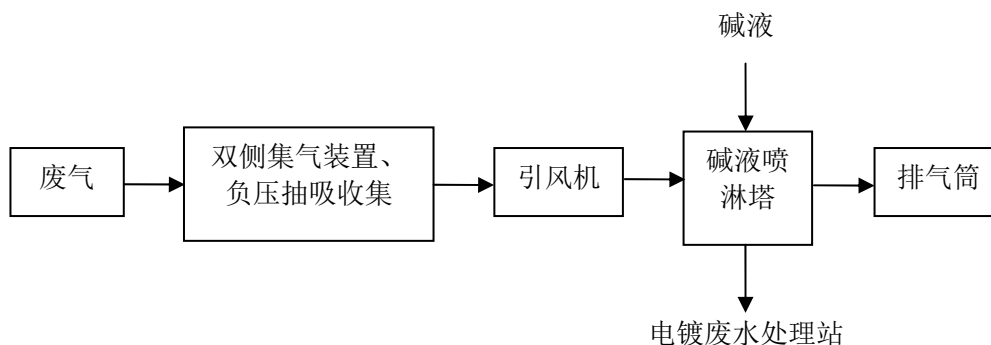 碱液
废气
双侧集气装置、
负压抽吸收集
引风机
碱液喷
淋塔
排气筒
电镀废水处理站